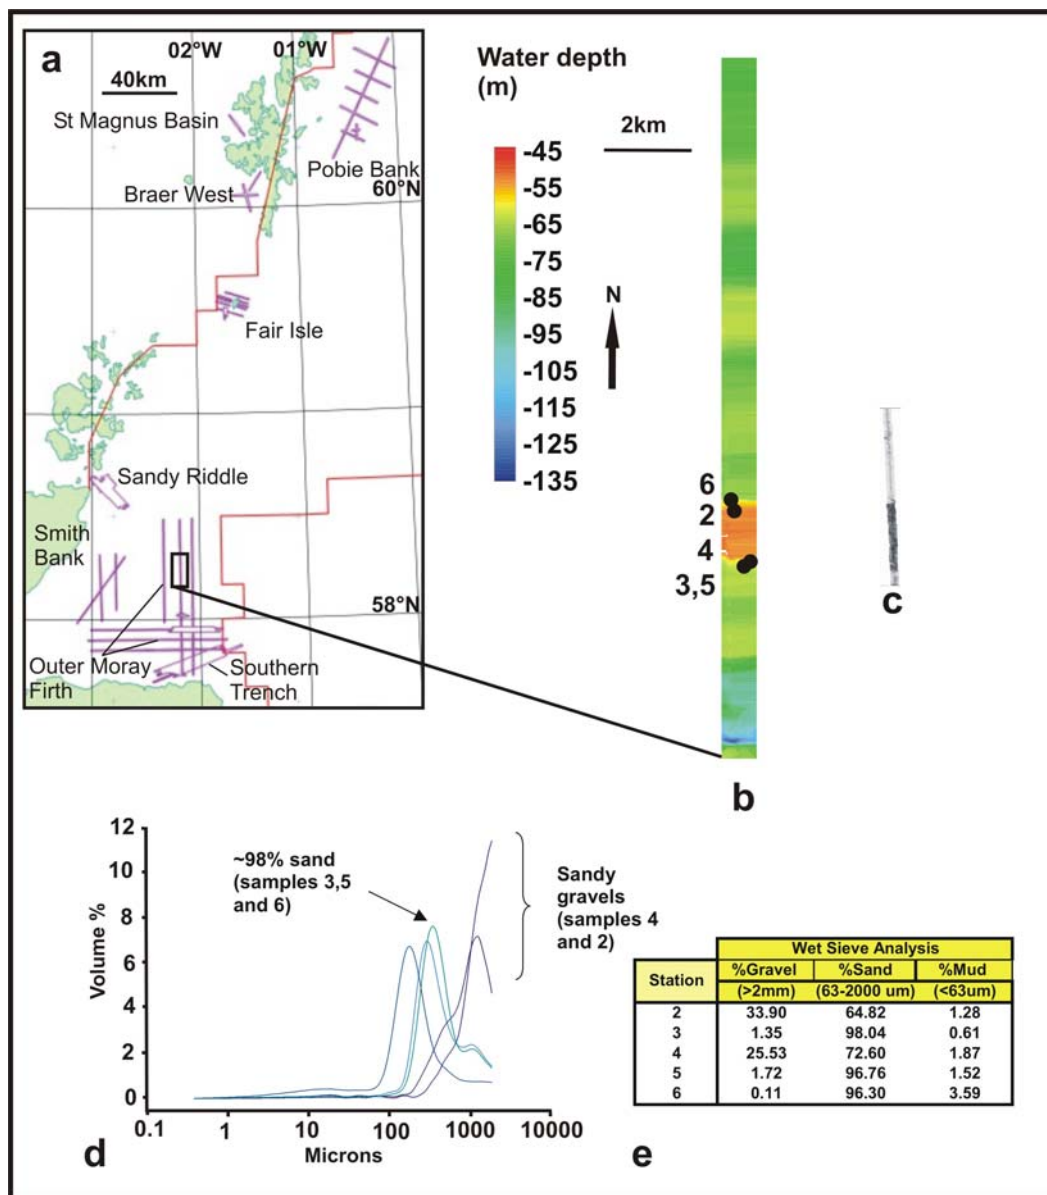 a
02°W
01°W
40km
St Magnus Basin
Pobie Bank
Braer West
60°N
Fair Isle
Sandy Riddle
Smith
Bank
58°N
Outer Moray
Firth
Southern
Trench
Water depth
(m)
2km
-45
-55
-65
-75
-85
-95
-105
-115
-125
-135
N
6
2
4
3,5
b
c
12
10
8
6
4
2
0
Volume %
~98% sand
(samples 3,5
and 6)
Sandy
gravels
(samples 4
and 2)
0.1
1
10
100
1000
10000
Microns
d
Wet Sieve Analysis
Station %Gravel %Sand %Mud
(>2mm) (63-2000 um) (<63um)
2 33.90 64.82 1.28
3 1.35 98.04 0.61
4 25.53 72.60 1.87
5 1.72 96.76 1.52
6 0.11 96.30 3.59
e